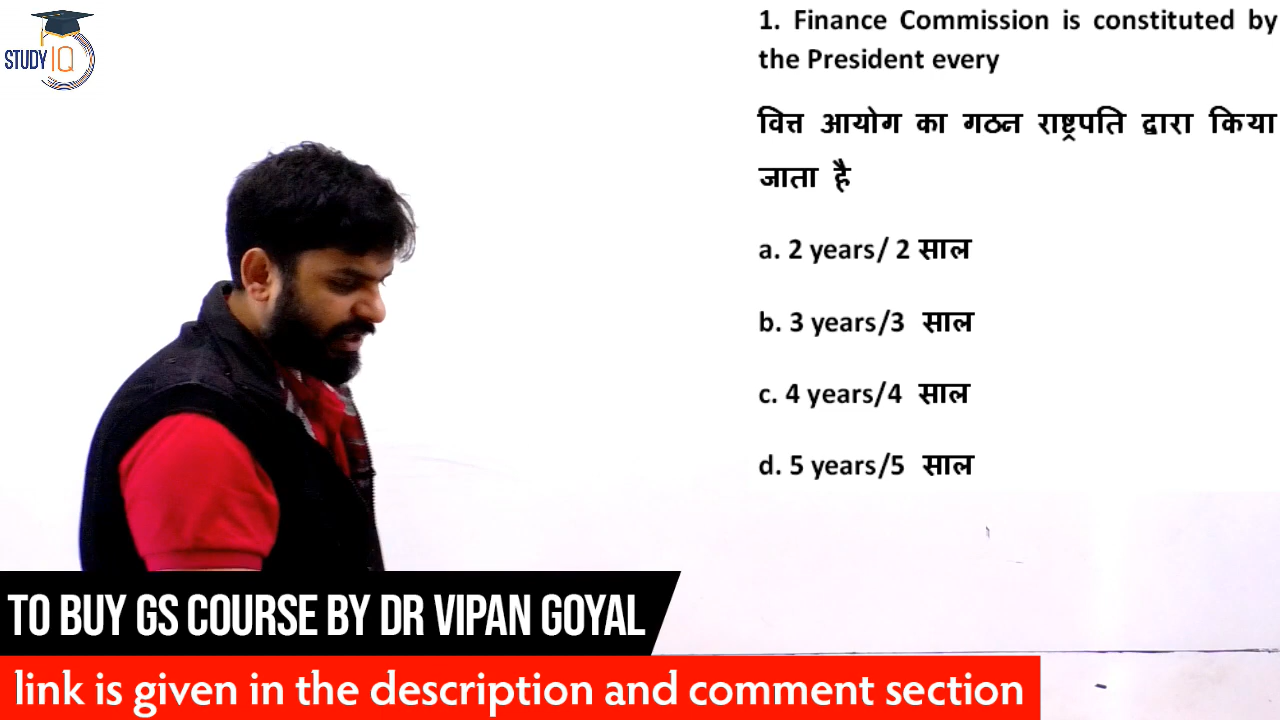 STUDY IQ
1. Finance Commission is constituted by
the President every
वित्त आयोग का गठन राष्ट्रपति द्वारा किया
जाता है
a. 2 years/ 2 साल
b. 3 years/3 साल
c. 4 years/4 साल
d. 5 years/5 साल
TO BUY GS COURSE BY DR VIPAN GOYAL
link is given in the description and comment section